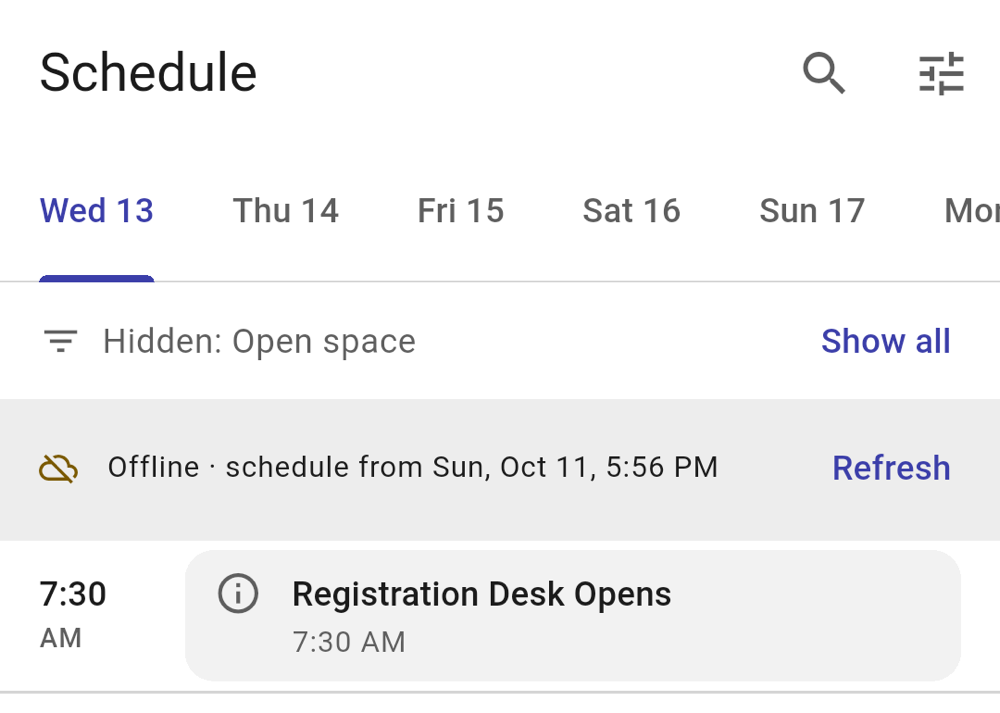 Schedule
Wed 13 Thu 14 Fri 15 Sat 16 Sun 17
Hidden: Open space Show all
Offline · schedule from Sun, Oct 11, 5:56 PM Refresh
7:30 Registration Desk Opens
AM 7:30 AM